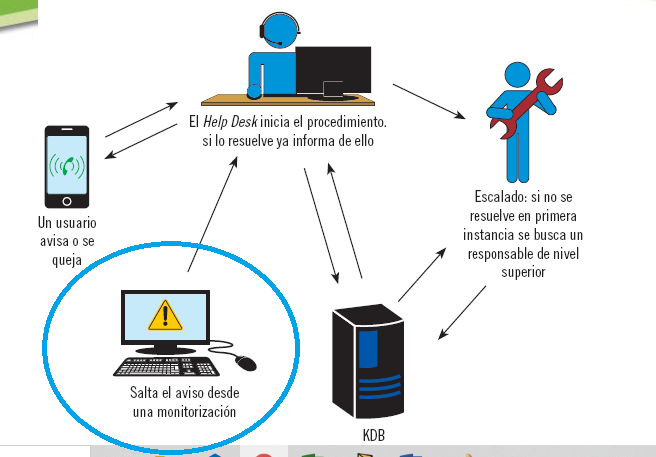 El Help Desk inicia el procedimiento.
si lo resuelve ya informa de ello
Un usuario
avisa o se
queja
Escalado: si no se
resuelve en primera
instancia se busca un
responsable de nivel
superior
Salta el aviso desde
una monitorización
KDB